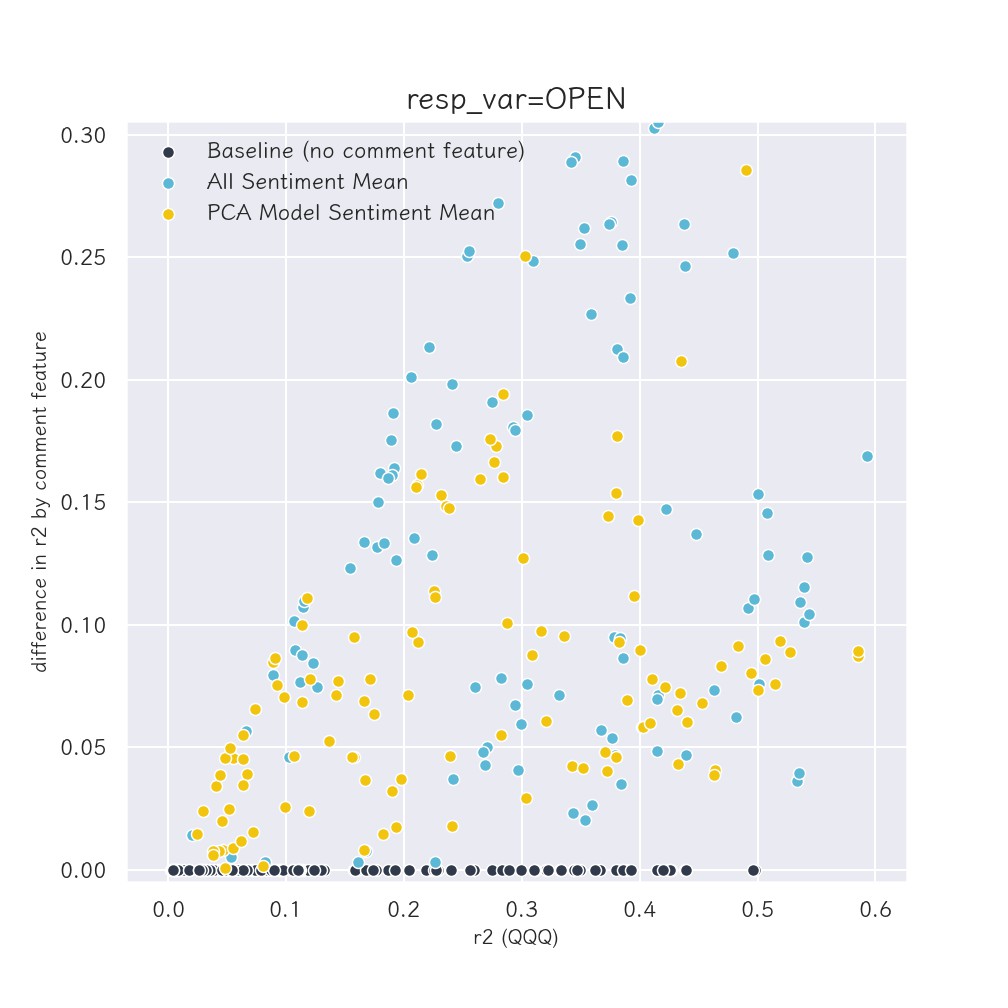 resp_var=OPEN
Baseline (no comment feature)
All Sentiment Mean
PCA Model Sentiment Mean
difference in r2 by comment feature
0.30
0.25
0.20
0.15
0.10
0.05
0.00
0.0 0.1 0.2 0.3 0.4 0.5 0.6
r2 (QQQ)